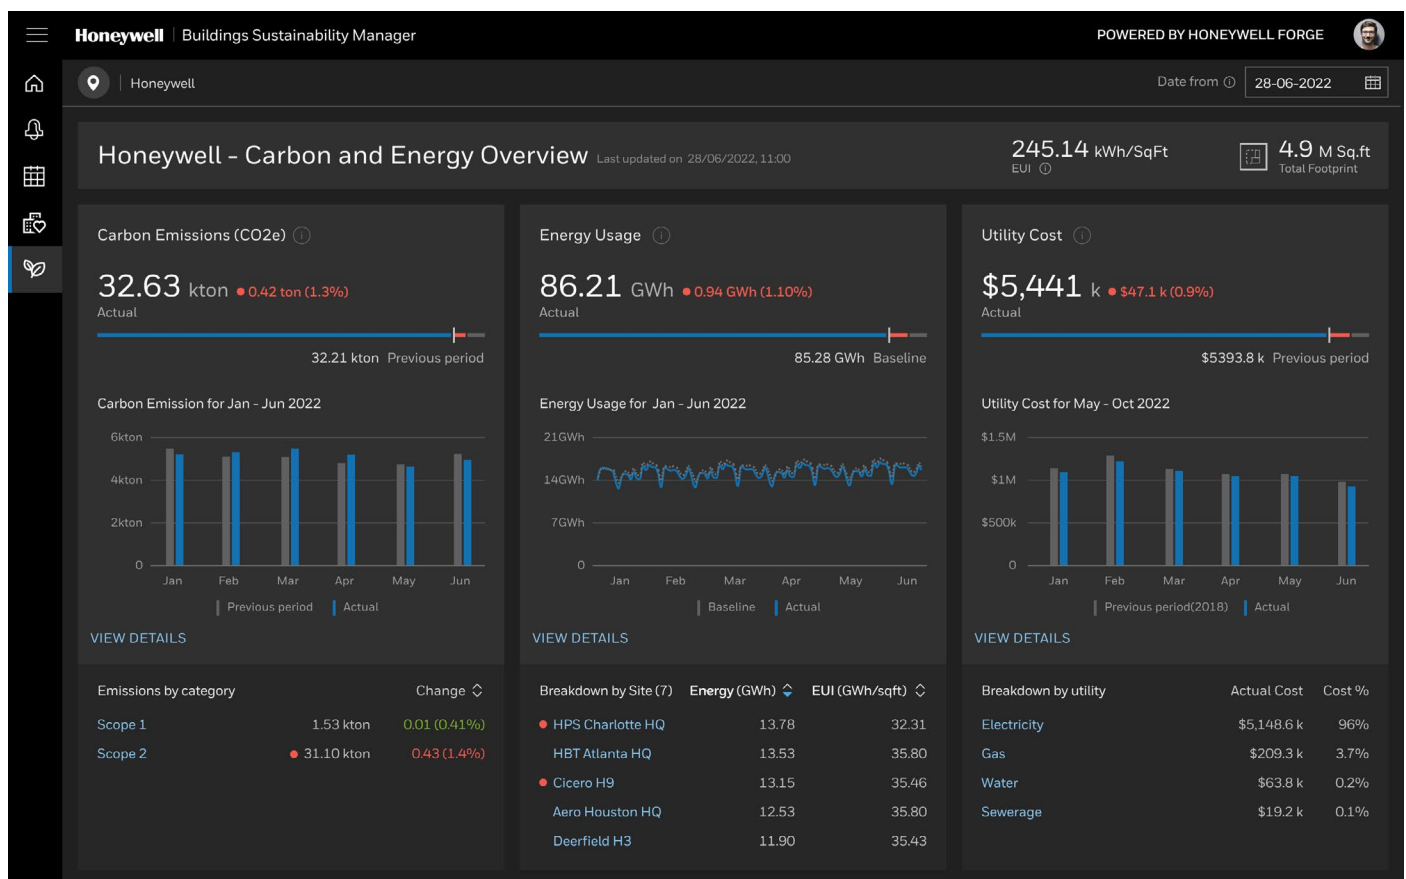 Honeywell | Buildings Sustainability Manager
POWERED BY HONEYWELL FORGE
Honeywell
Date from
28-06-2022
Honeywell - Carbon and Energy Overview Last updated on 28/06/2022, 11:00
245.14 kWh/SqFt
EUI
4.9 M Sq.ft
Total Footprint
Carbon Emissions (CO2e)
32.63 kton 0.42 ton (1.3%)
Actual
32.21 kton Previous period
Carbon Emission for Jan - Jun 2022
6kton
4kton
2kton
0
Jan Feb Mar Apr May Jun
Previous period Actual
VIEW DETAILS
Emissions by category Change
Scope 1 1.53 kton 0.01 (0.41%)
Scope 2 31.10 kton 0.43 (1.4%)
Energy Usage
86.21 GWh 0.94 GWh (1.10%)
Actual
85.28 GWh Baseline
Energy Usage for Jan - Jun 2022
21GWh
14GWh
7GWh
0
Jan Feb Mar Apr May Jun
Baseline Actual
VIEW DETAILS
Breakdown by Site (7) Energy (GWh) EUI (GWh/sqft)
HPS Charlotte HQ 13.78 32.31
HBT Atlanta HQ 13.53 35.80
Cicero H9 13.15 35.46
Aero Houston HQ 12.53 35.80
Deerfield H3 11.90 35.43
Utility Cost
$5,441 k $47.1 k (0.9%)
Actual
$5393.8 k Previous period
Utility Cost for May - Oct 2022
$1.5M
$1M
$500k
0
Jan Feb Mar Apr May Jun
Previous period(2018) Actual
VIEW DETAILS
Breakdown by utility Actual Cost Cost %
Electricity $5,148.6 k 96%
Gas $209.3 k 3.7%
Water $63.8 k 0.2%
Sewerage $19.2 k 0.1%